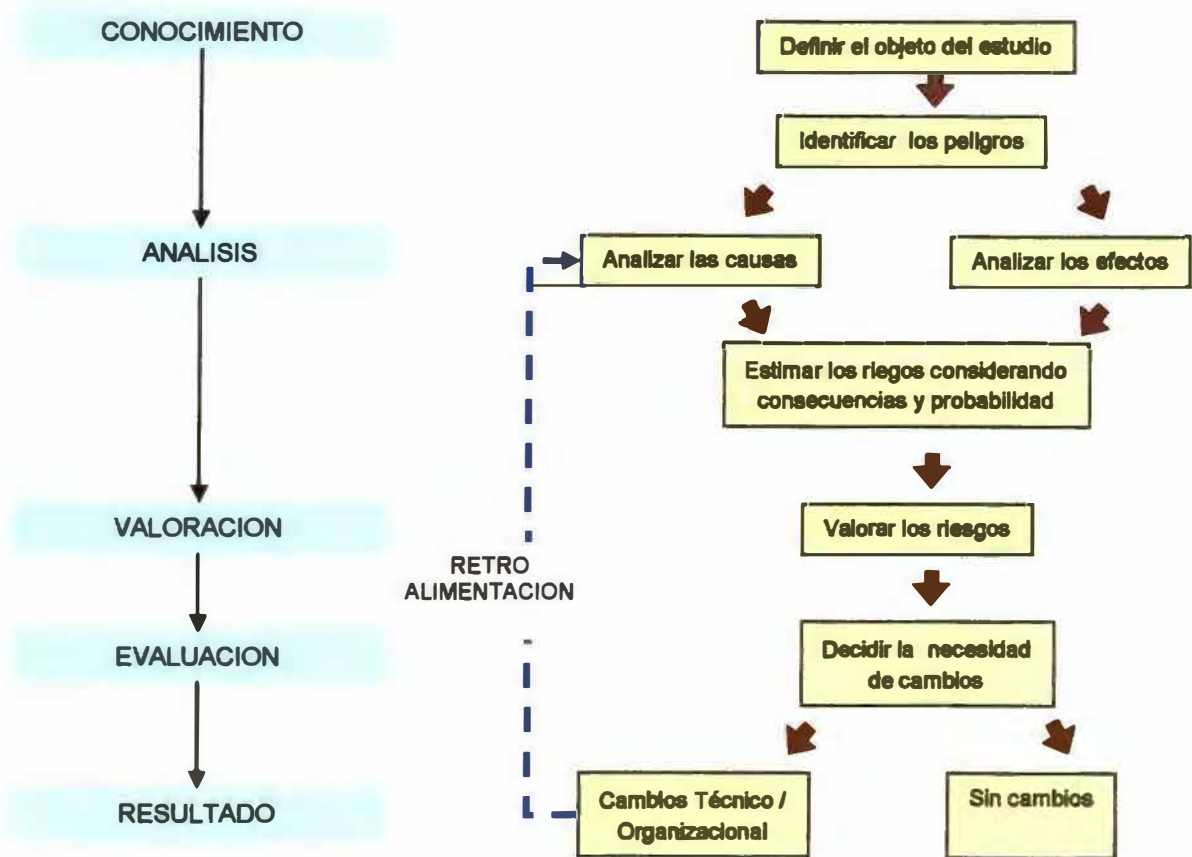 CONOCIMIENTO
Definir el objeto del estudio
Identificar los peligros
ANALISIS
Analizar las causas
Analizar los efectos
Estimar los riegos considerando
consecuencias y probabilidad
VALORACION
Valorar los riesgos
RETRO
ALIMENTACION
EVALUACION
Decidir la necesidad
de cambios
RESULTADO
Cambios Técnico /
Organizacional
Sin cambios